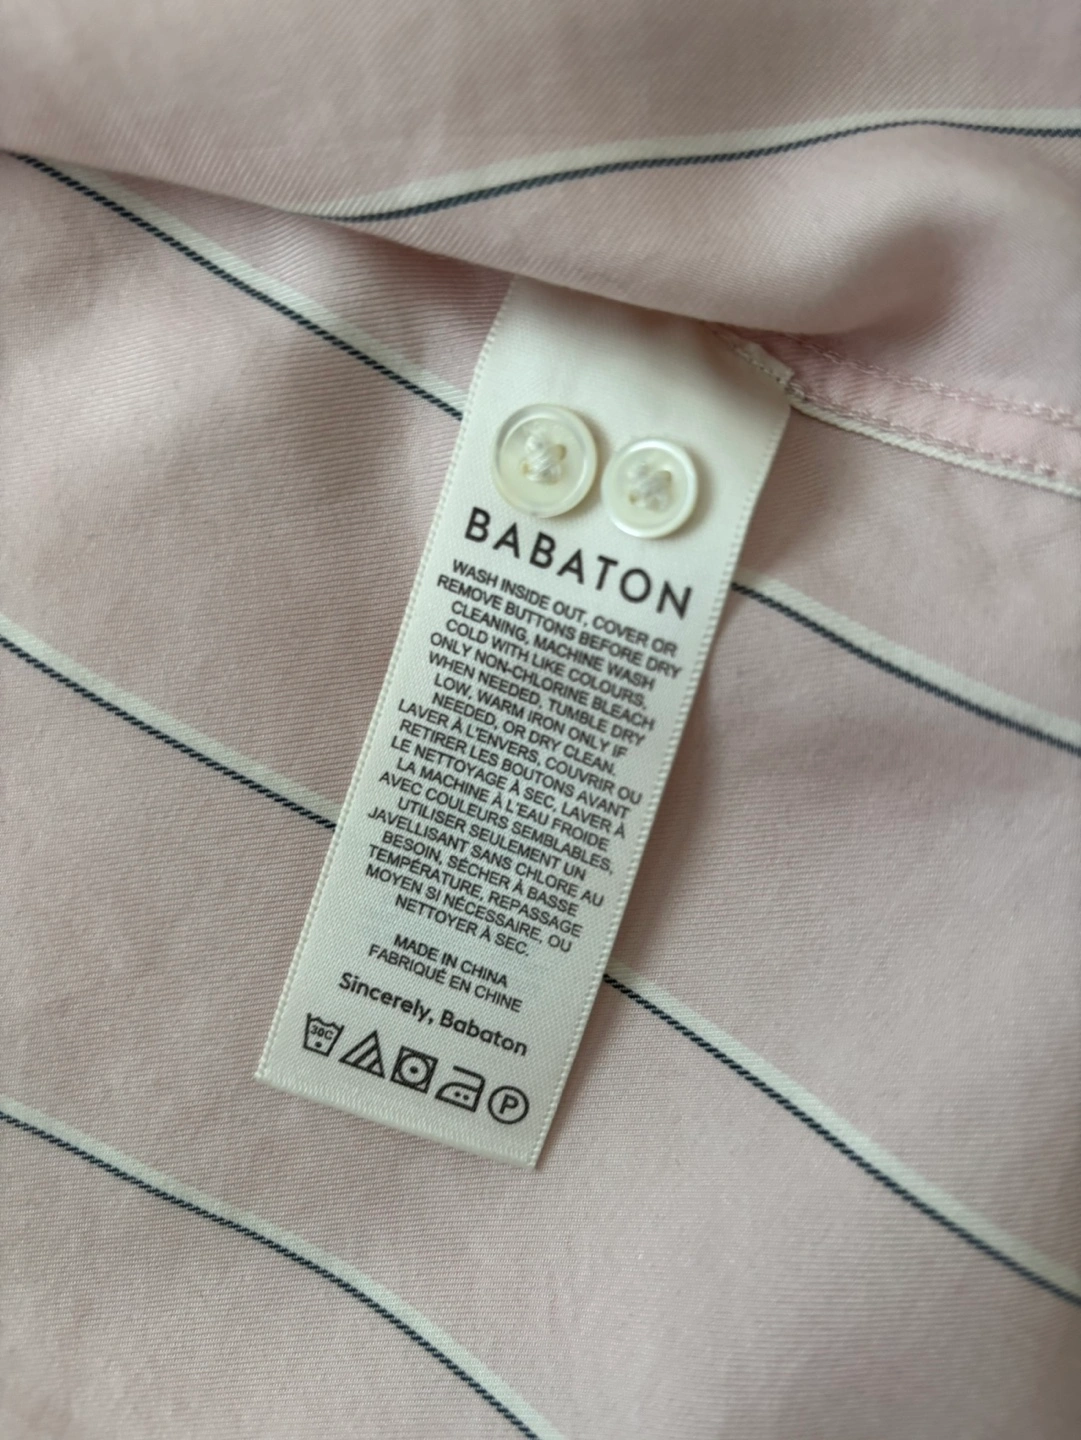 BABATON
WASH INSIDE OUT, COVER OR
REMOVE BUTTONS BEFORE DRY
CLEANING, MACHINE WASH
COLD WITH LIKE COLOURS,
ONLY NON-CHLORINE BLEACH
WHEN NEEDED, TUMBLE DRY
LOW. WARM IRON ONLY IF
NEEDED, OR DRY CLEAN.
LAVER À L'ENVERS, COUVRIR OU
RETIRER LES BOUTONS AVANT
LE NETTOYAGE À SEC, LAVER À
LA MACHINE À L'EAU FROIDE
AVEC COULEURS SEMBLABLES,
UTILISER SEULEMENT UN
JAVELLISANT SANS CHLORE AU
BESOIN, SÉCHER À BASSE
TEMPÉRATURE, REPASSAGE
MOYEN SI NÉCESSAIRE, OU
NETTOYER À SEC.
MADE IN CHINA
FABRIQUÉ EN CHINE
Sincerely, Babaton
30C P